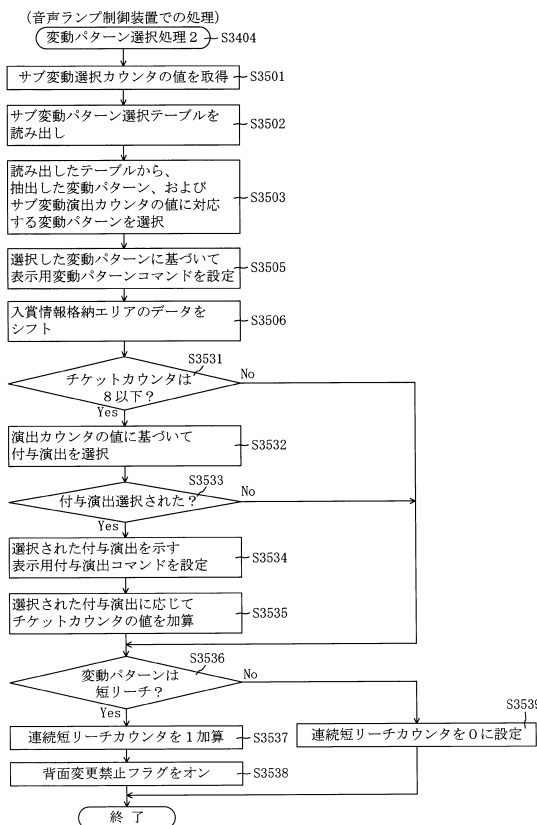 （音声ランプ制御装置での処理）
変動パターン選択処理２
S3404
サブ変動選択カウンタの値を取得
S3501
サブ変動パターン選択テーブルを
読み出し
S3502
読み出したテーブルから、
抽出した変動パターン、および
サブ変動演出カウンタの値に対応
する変動パターンを選択
S3503
選択した変動パターンに基づいて
表示用変動パターンコマンドを設定
S3505
入賞情報格納エリアのデータを
シフト
S3506
S3531
チケットカウンタは
８以下？
No
Yes
演出カウンタの値に基づいて
付与演出を選択
S3532
S3533
付与演出選択された？
No
Yes
選択された付与演出を示す
表示用付与演出コマンドを設定
S3534
選択された付与演出に応じて
チケットカウンタの値を加算
S3535
S3536
変動パターンは
短リーチ？
No
Yes
S3539
連続短リーチカウンタを１加算
S3537
連続短リーチカウンタを０に設定
背面変更禁止フラグをオン
S3538
終了